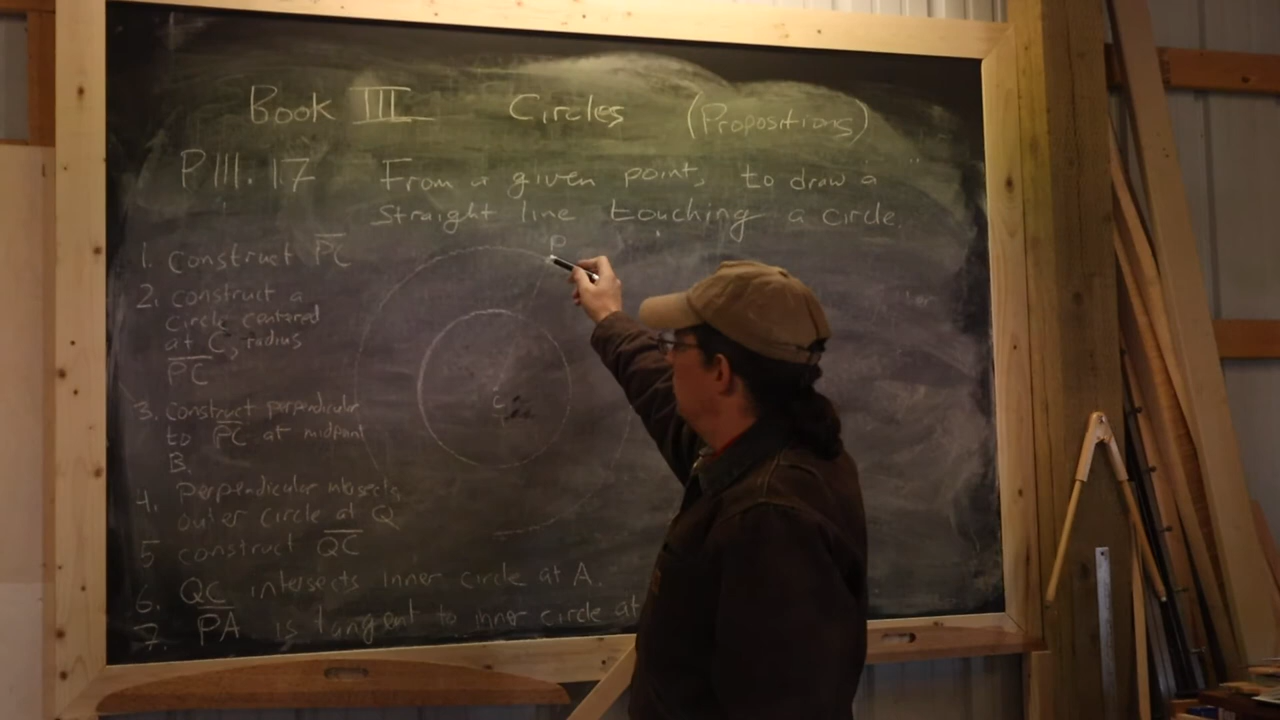 Book III Circles (Propositions)
P III. 17 From a given point, to draw a
straight line touching a circle.
1. construct PC
2. construct a
circle centered
at C, radius
PC
3. construct perpendicular
to PC at midpoint
B.
4. perpendicular intersects
outer circle at Q
5 construct QC
6. QC intersects inner circle at A.
7. PA is tangent to inner circle at
P
C